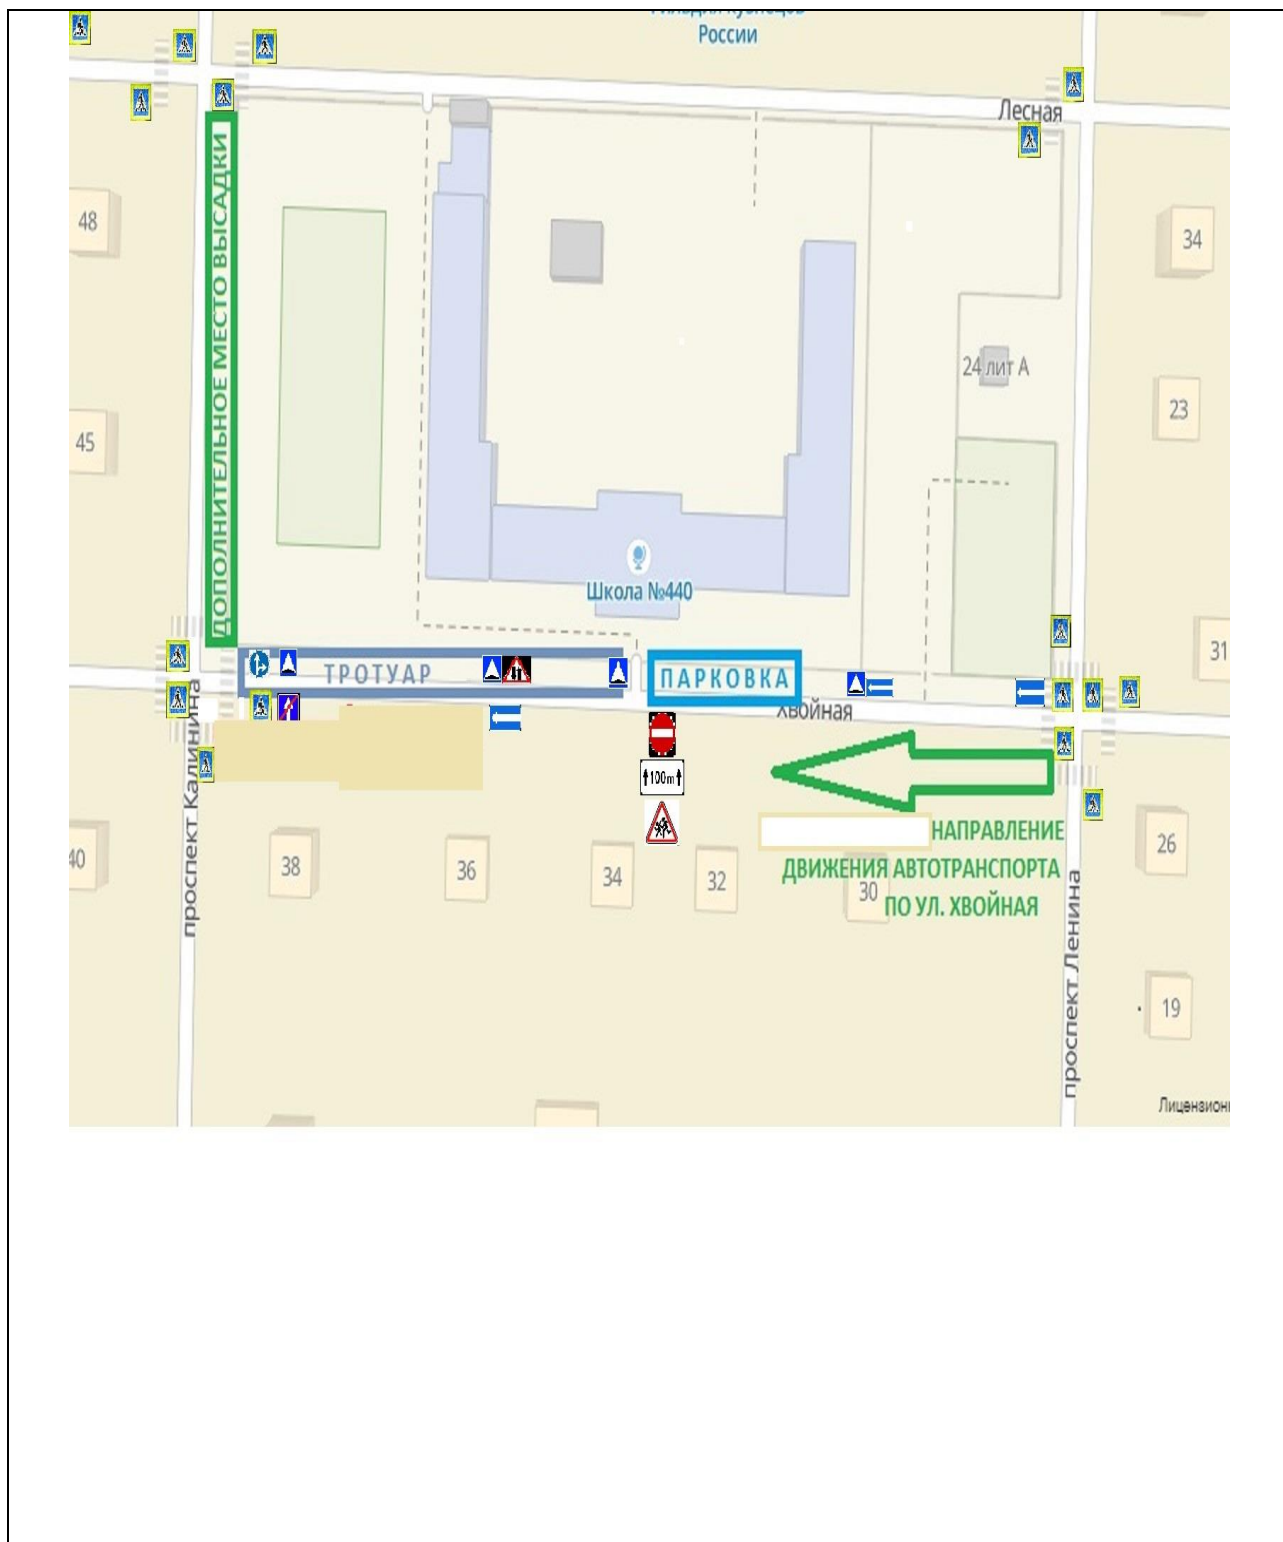 России
Лесная
ДОПОЛНИТЕЛЬНОЕ МЕСТО ВЫСАДКИ
48
34
24 лит А
23
45
Школа №440
31
ТРОТУАР
ПАРКОВКА
Хвойная
100m
НАПРАВЛЕНИЕ
ДВИЖЕНИЯ АВТОТРАНСПОРТА
ПО УЛ. ХВОЙНАЯ
проспект Калинина
проспект Ленина
40
38
36
34
32
30
26
19